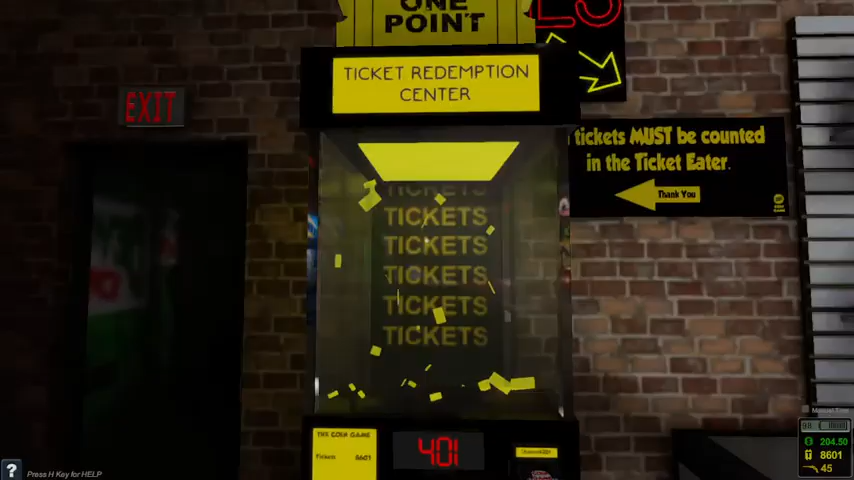 ONE
POINT
TICKET REDEMPTION
CENTER
EXIT
tickets MUST be counted
in the Ticket Eater.
Thank You
TICKETS
TICKETS
TICKETS
TICKETS
TICKETS
TICKETS
THE COIN GAME
Tickets 8601
401
204.50
8601
45
? Press H Key for HELP